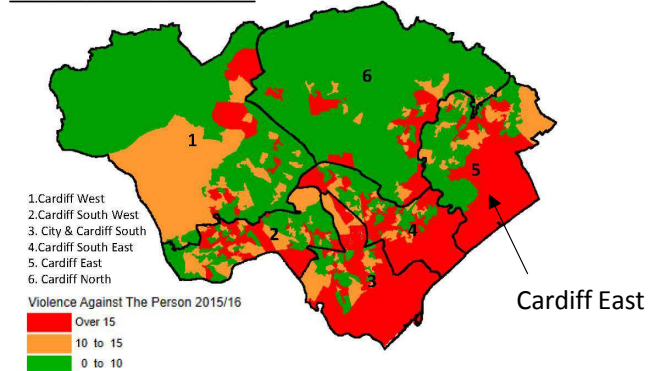 6
1
5
4
2
3
1.Cardiff West
2.Cardiff South West
3. City & Cardiff South
4.Cardiff South East
5. Cardiff East
6. Cardiff North
Violence Against The Person 2015/16
Over 15
10 to 15
0 to 10
Cardiff East